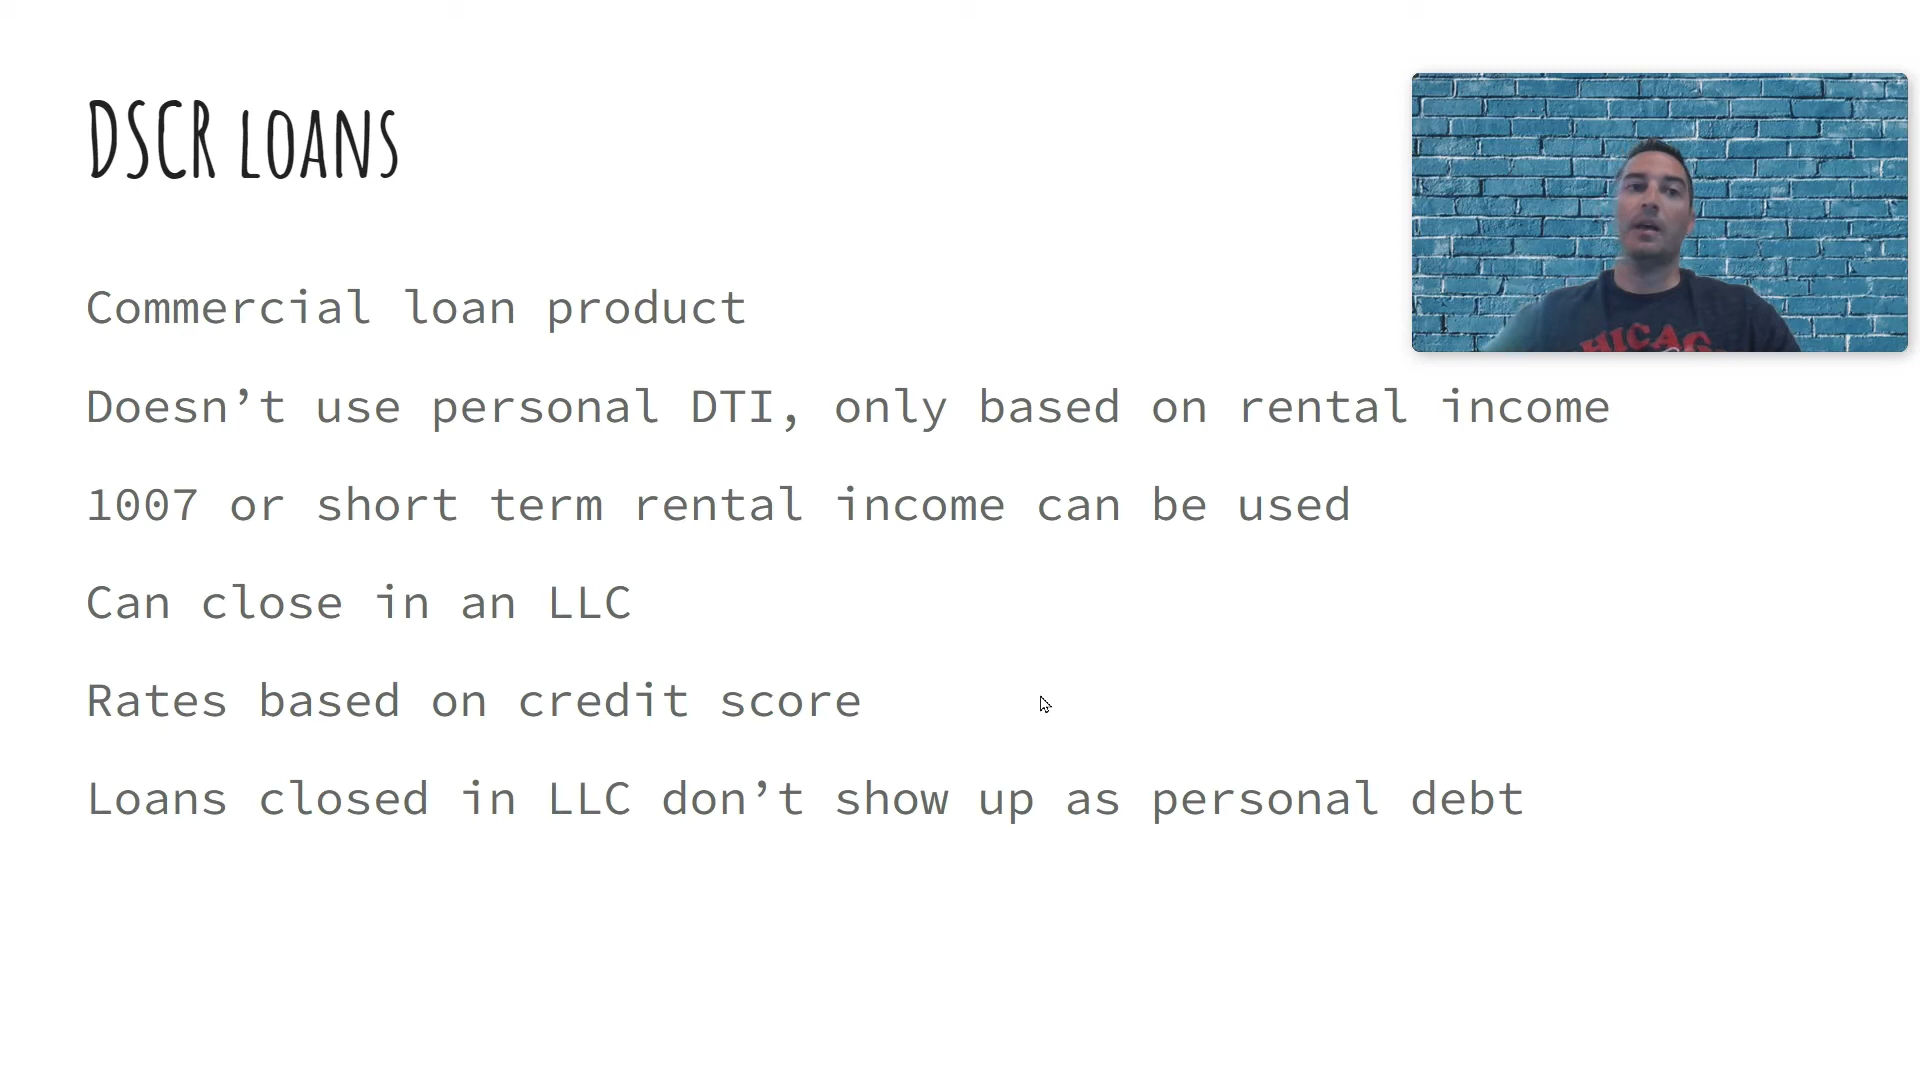 DSCR LOANS
Commercial loan product
Doesn’t use personal DTI, only based on rental income
1007 or short term rental income can be used
Can close in an LLC
Rates based on credit score
Loans closed in LLC don’t show up as personal debt